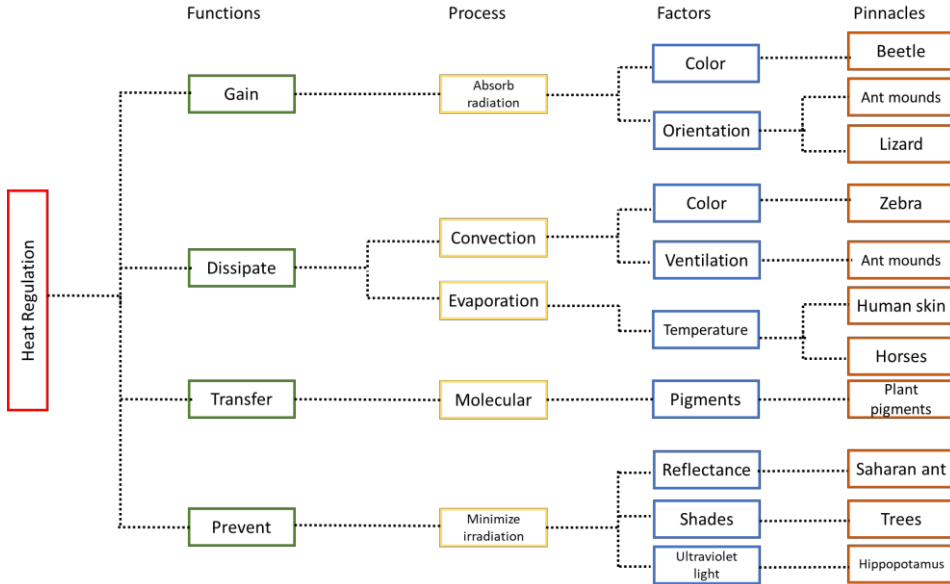 Functions
Process
Factors
Pinnacles
Heat Regulation
Gain
Absorb
radiation
Color
Beetle
Orientation
Ant mounds
Lizard
Dissipate
Convection
Color
Zebra
Ventilation
Ant mounds
Evaporation
Temperature
Human skin
Horses
Transfer
Molecular
Pigments
Plant
pigments
Prevent
Minimize
irradiation
Reflectance
Saharan ant
Shades
Trees
Ultraviolet
light
Hippopotamus